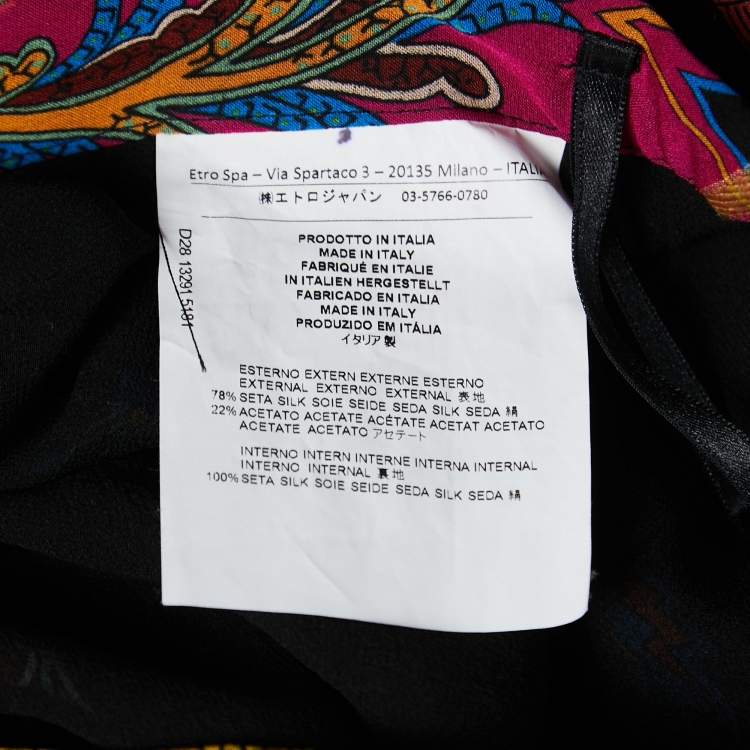 Etro Spa – Via Spartaco 3 – 20135 Milano – ITALIA
㈱エトロジャパン 03-5766-0780
D28 13291 5181
PRODOTTO IN ITALIA
MADE IN ITALY
FABRIQUÉ EN ITALIE
IN ITALIEN HERGESTELLT
FABRICADO EN ITALIA
MADE IN ITALY
PRODUZIDO EM ITÁLIA
イタリア製
ESTERNO EXTERN EXTERNE ESTERNO
EXTERNAL EXTERNO EXTERNAL 表地
78% SETA SILK SOIE SEIDE SEDA SILK SEDA 絹
22% ACETATO ACETATE ACÉTATE ACETAT ACETATO
ACETATE ACETATO アセテート
INTERNO INTERN INTERNE INTERNA INTERNAL
INTERNO INTERNAL 裏地
100% SETA SILK SOIE SEIDE SEDA SILK SEDA 絹